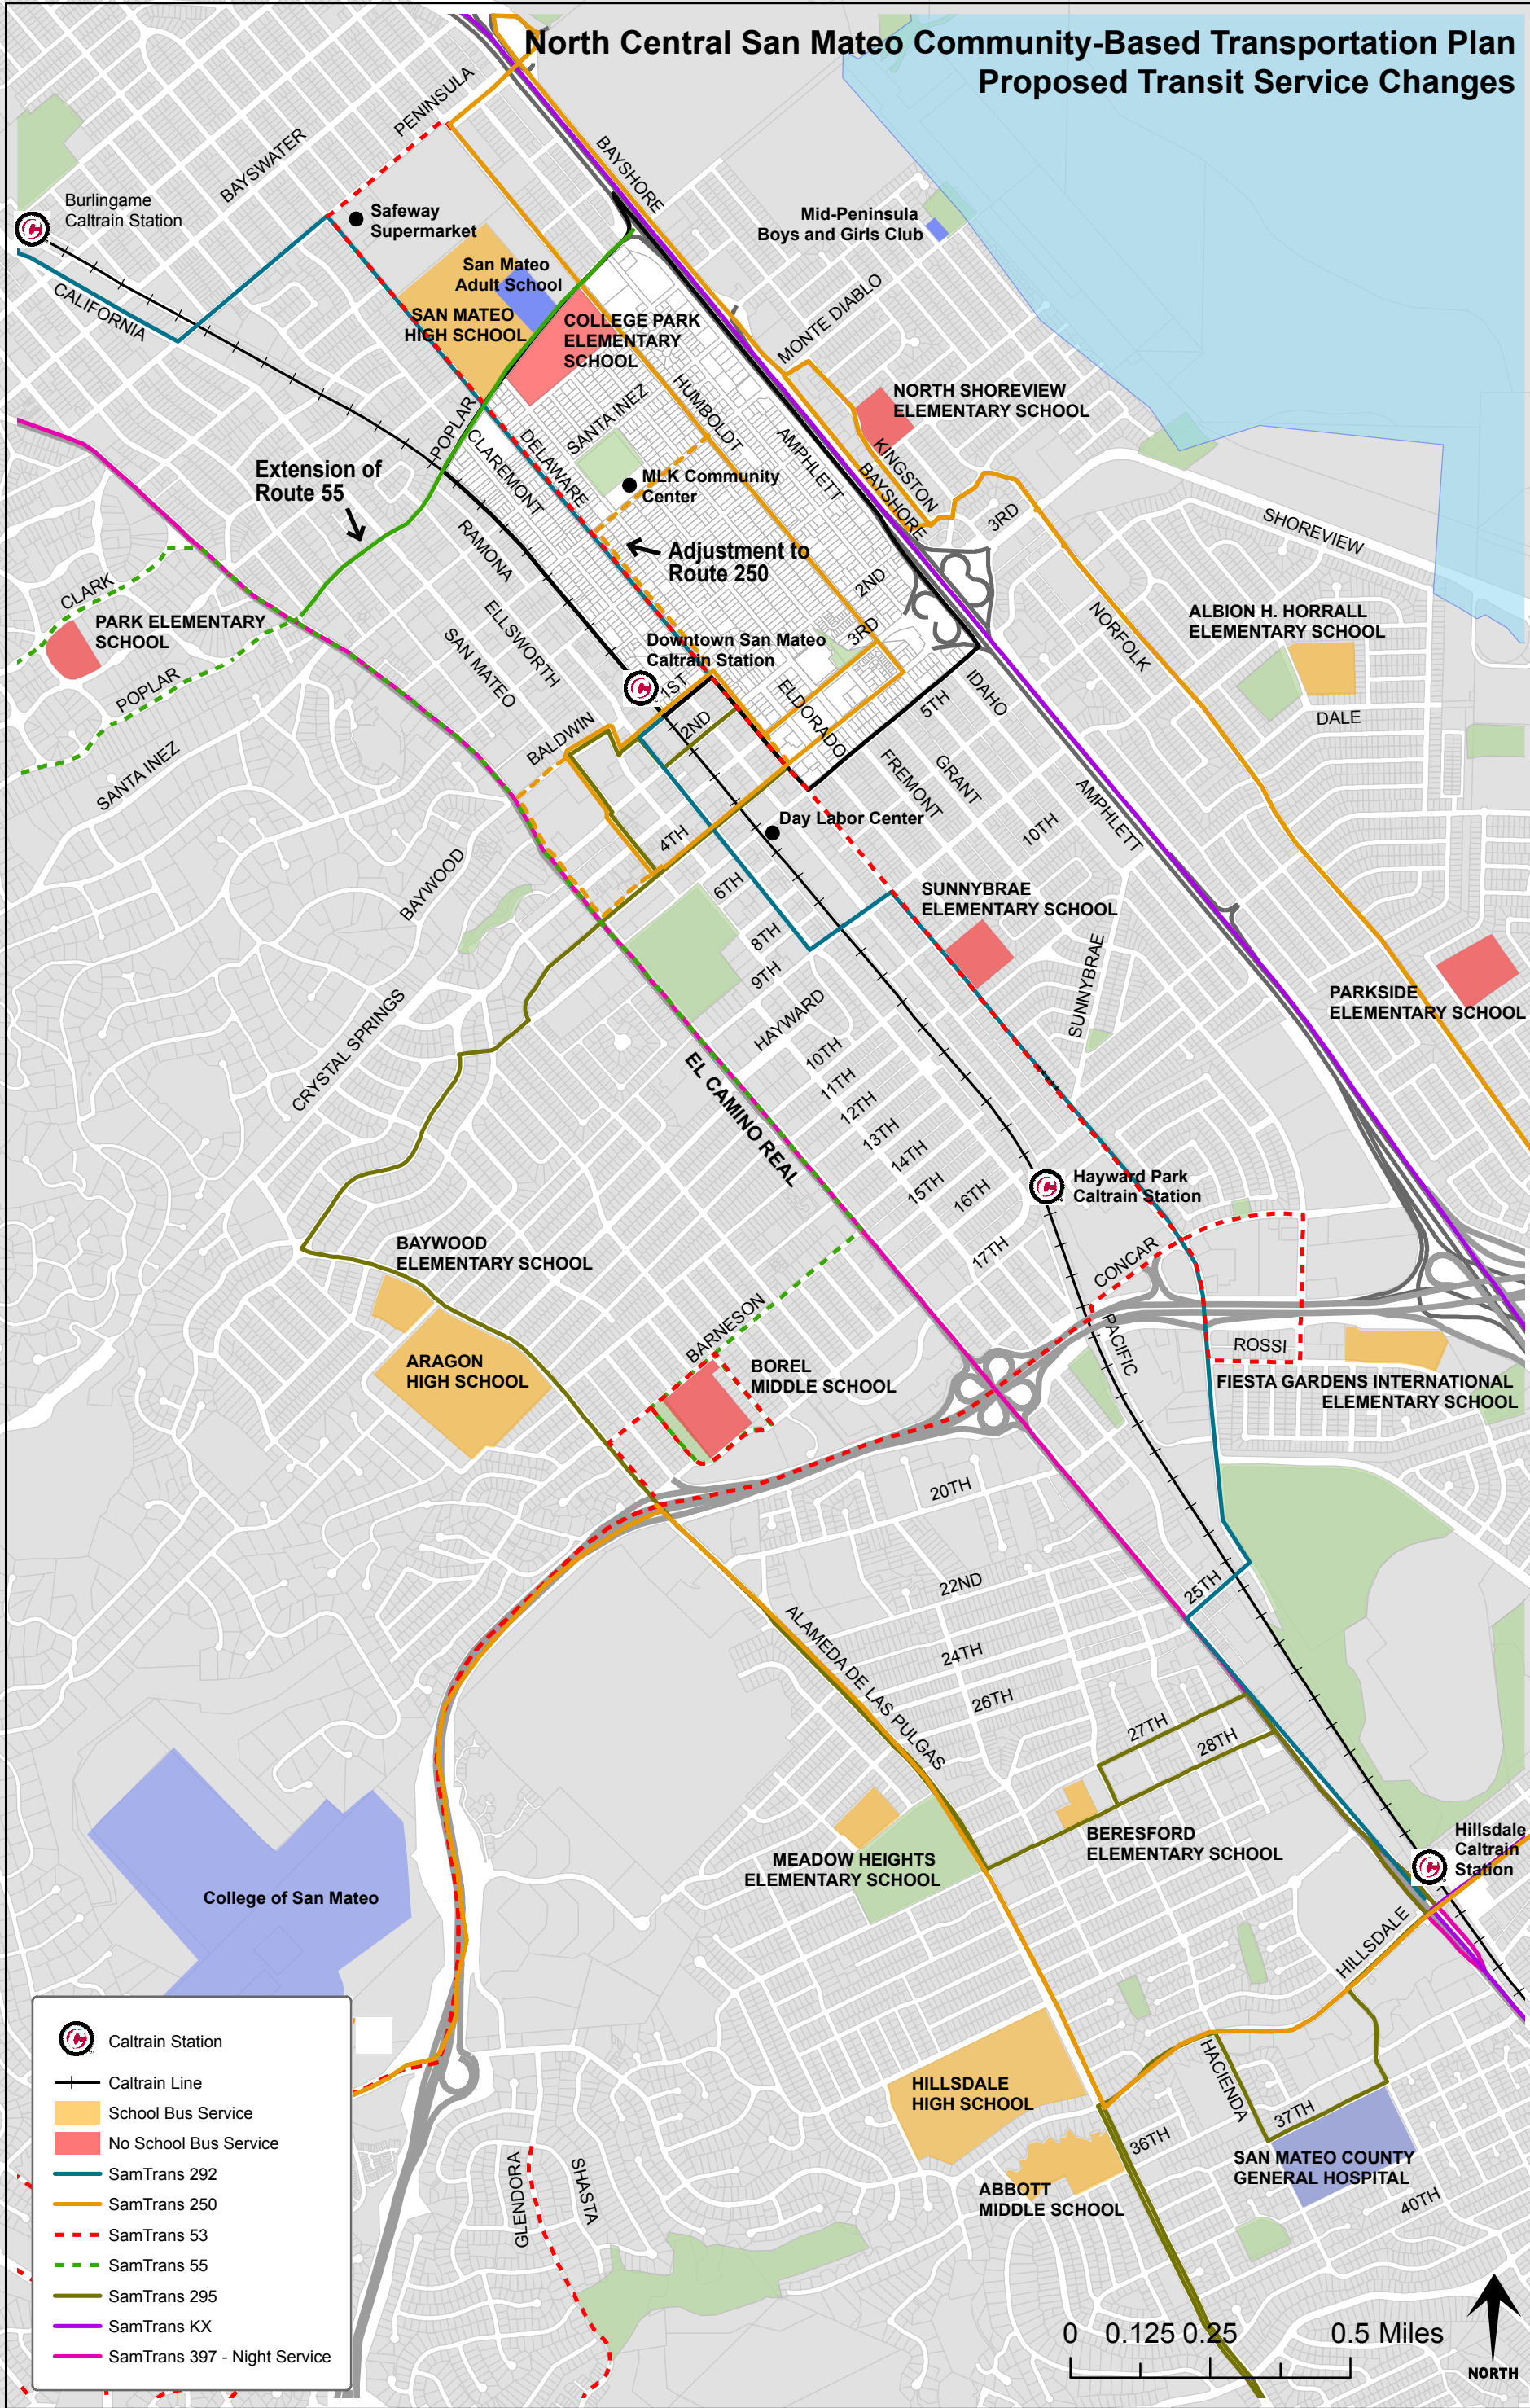 North Central San Mateo Community-Based Transportation Plan
Proposed Transit Service Changes
PENINSULA
BAYSWATER
BAYSHORE
Burlingame
Caltrain Station
Safeway
Supermarket
Mid-Peninsula
Boys and Girls Club
San Mateo
Adult School
CALIFORNIA
SAN MATEO
HIGH SCHOOL
COLLEGE PARK
ELEMENTARY
SCHOOL
MONTE DIABLO
NORTH SHOREVIEW
ELEMENTARY SCHOOL
HUMBOLDT
SANTA INEZ
POPLAR
CLAREMONT
DELAWARE
AMPHLETT
KINGSTON
BAYSHORE
Extension of
Route 55
MLK Community
Center
3RD
SHOREVIEW
RAMONA
Adjustment to
Route 250
2ND
CLARK
PARK ELEMENTARY
SCHOOL
ELLSWORTH
SAN MATEO
NORFOLK
ALBION H. HORRALL
ELEMENTARY SCHOOL
3RD
Downtown San Mateo
Caltrain Station
POPLAR
1ST
ELDORADO
IDAHO
5TH
DALE
2ND
BALDWIN
SANTA INEZ
FREMONT
GRANT
AMPHLETT
Day Labor Center
10TH
4TH
BAYWOOD
6TH
SUNNYBRAE
ELEMENTARY SCHOOL
8TH
9TH
SUNNYBRAE
PARKSIDE
ELEMENTARY SCHOOL
HAYWARD
CRYSTAL SPRINGS
10TH
EL CAMINO REAL
11TH
12TH
13TH
14TH
15TH
16TH
Hayward Park
Caltrain Station
17TH
CONCAR
BAYWOOD
ELEMENTARY SCHOOL
BARNESON
PACIFIC
ROSSI
ARAGON
HIGH SCHOOL
BOREL
MIDDLE SCHOOL
FIESTA GARDENS INTERNATIONAL
ELEMENTARY SCHOOL
20TH
22ND
25TH
ALAMEDA DE LAS PULGAS
24TH
26TH
27TH
28TH
BERESFORD
ELEMENTARY SCHOOL
MEADOW HEIGHTS
ELEMENTARY SCHOOL
Hillsdale
Caltrain
Station
College of San Mateo
HILLSDALE
HACIENDA
HILLSDALE
HIGH SCHOOL
37TH
36TH
SAN MATEO COUNTY
GENERAL HOSPITAL
ABBOTT
MIDDLE SCHOOL
40TH
GLENDORA
SHASTA
Caltrain Station
Caltrain Line
School Bus Service
No School Bus Service
SamTrans 292
SamTrans 250
SamTrans 53
SamTrans 55
SamTrans 295
SamTrans KX
SamTrans 397 - Night Service
0 0.125 0.25 0.5 Miles
NORTH